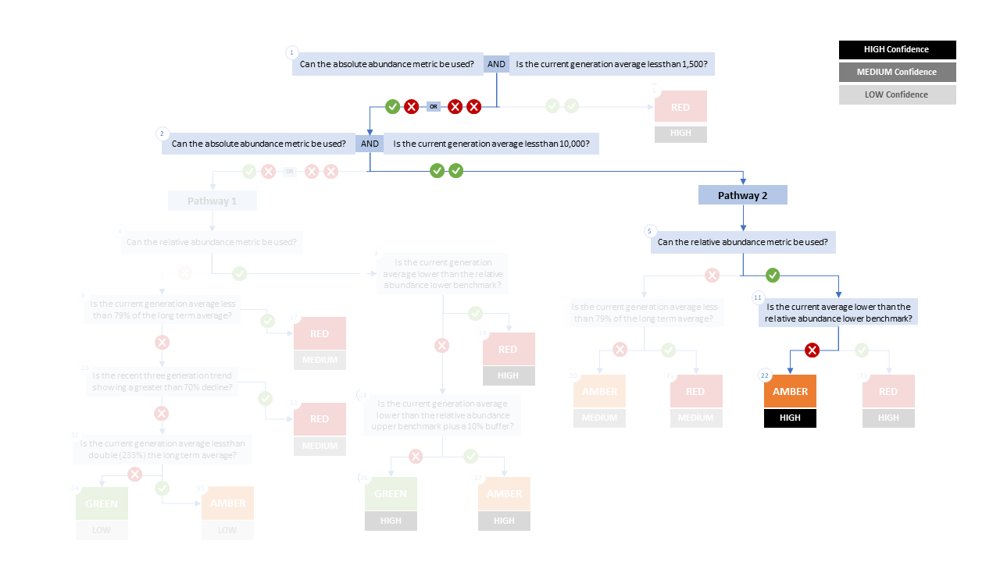 HIGH Confidence
1
Can the absolute abundance metric be used? AND Is the current generation average lessthan 1,500?
MEDIUM Confidence
LOW Confidence
OR
RED
HIGH
2
Can the absolute abundance metric be used? AND Is the current generation average lessthan 10,000?
OR
Pathway 1
Pathway 2
Can the relative abundance metric be used?
5
Can the relative abundance metric be used?
Is the current generation
average lower than the relative
abundance lower benchmark?
Is the current generation average less
than 79% of the long term average?
Is the current generation average less
than 79% of the long term average?
11
Is the current average lower than the
relative abundance lower benchmark?
17
RED
MEDIUM
19
RED
HIGH
Is the recent three generation trend
showing a greater than 70% decline?
20
AMBER
MEDIUM
21
RED
MEDIUM
22
AMBER
HIGH
23
RED
HIGH
RED
MEDIUM
Is the current generation average
lower than the relative abundance
upper benchmark plus a 10% buffer?
Is the current generation average lessthan
double (233%) the long term average?
GREEN
LOW
AMBER
LOW
GREEN
HIGH
37
AMBER
HIGH